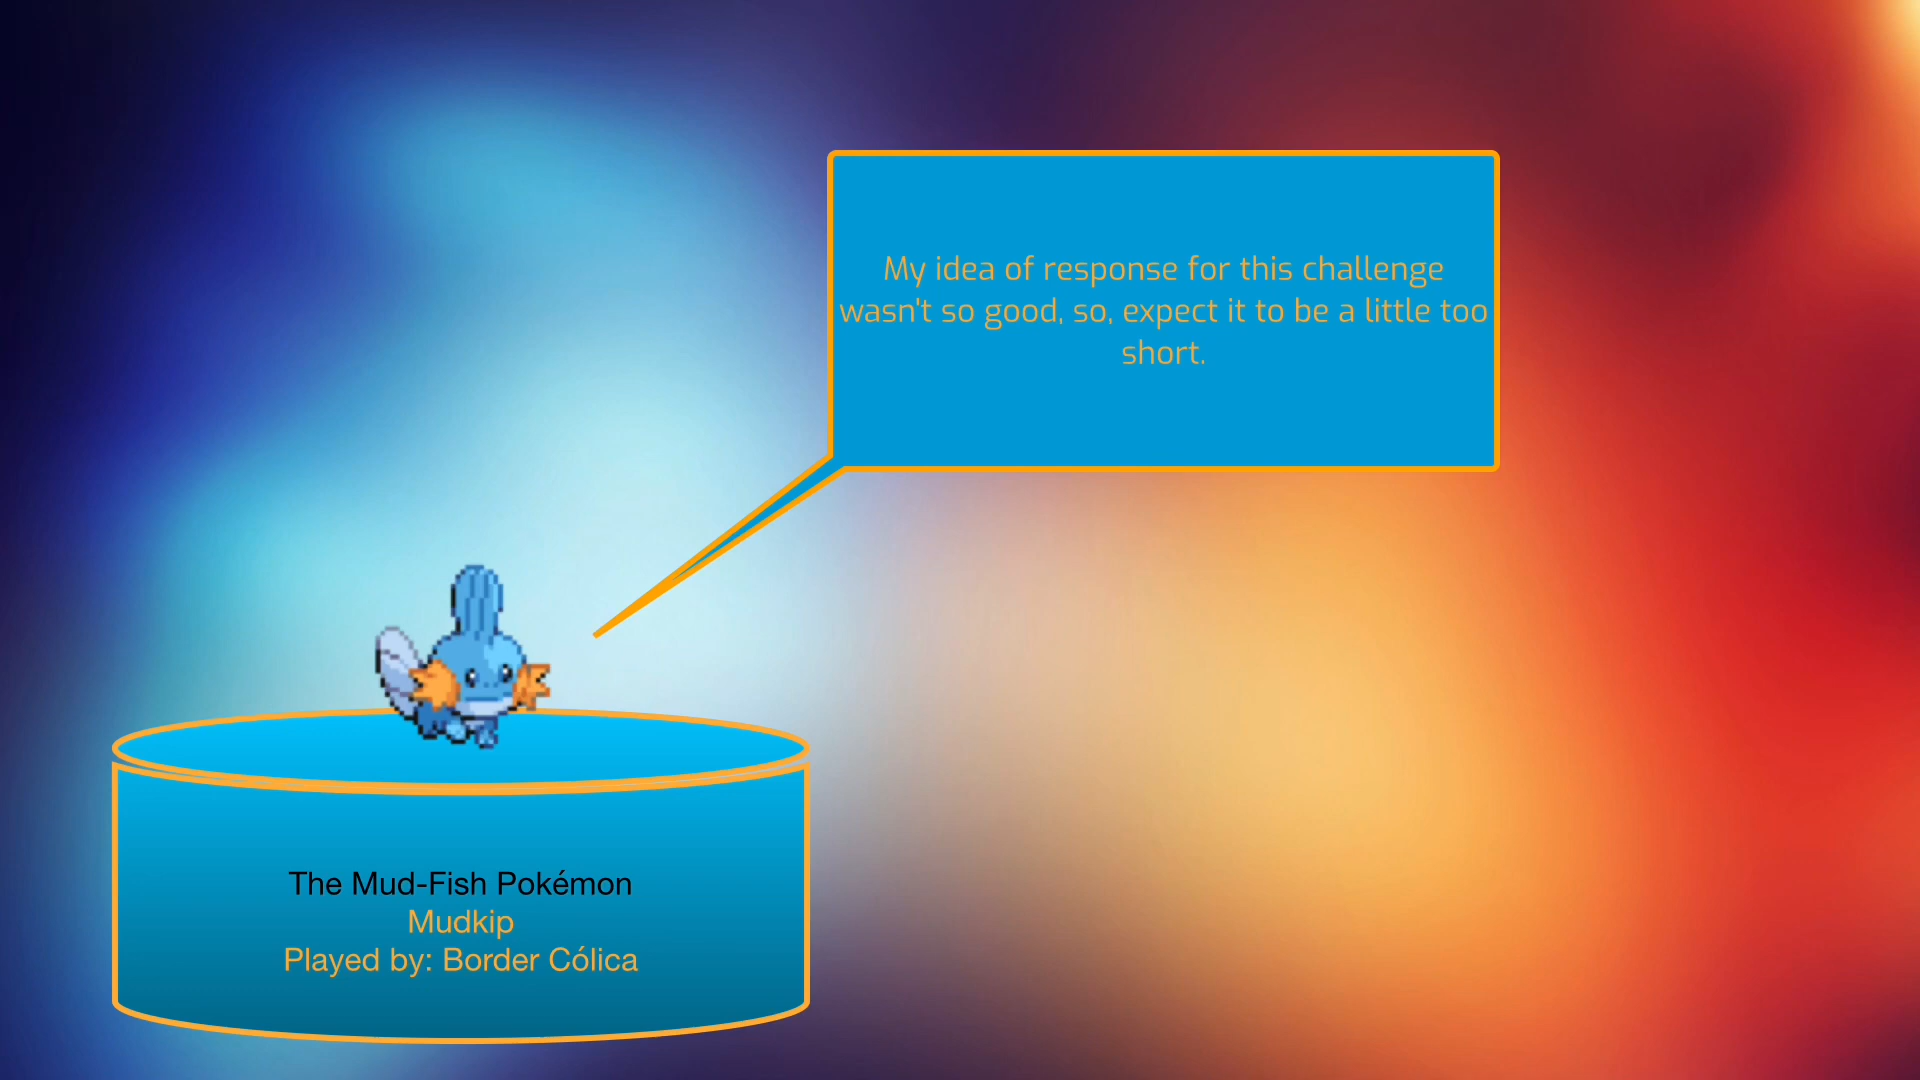 My idea of response for this challenge
wasn't so good, so, expect it to be a little too
short.
The Mud-Fish Pokémon
Mudkip
Played by: Border Cólica